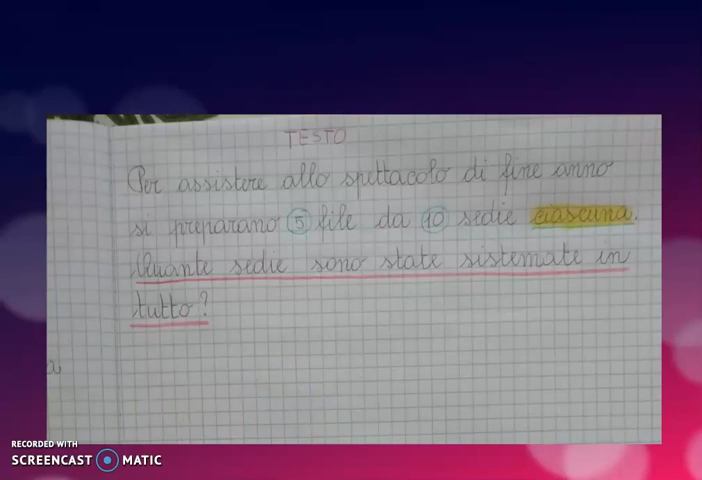 TESTO
Per assistere allo spettacolo di fine anno
si preparano 5 file da 10 sedie ciascuna.
Quante sedie sono state sistemate in
tutto?
a
RECORDED WITH
SCREENCAST MATIC